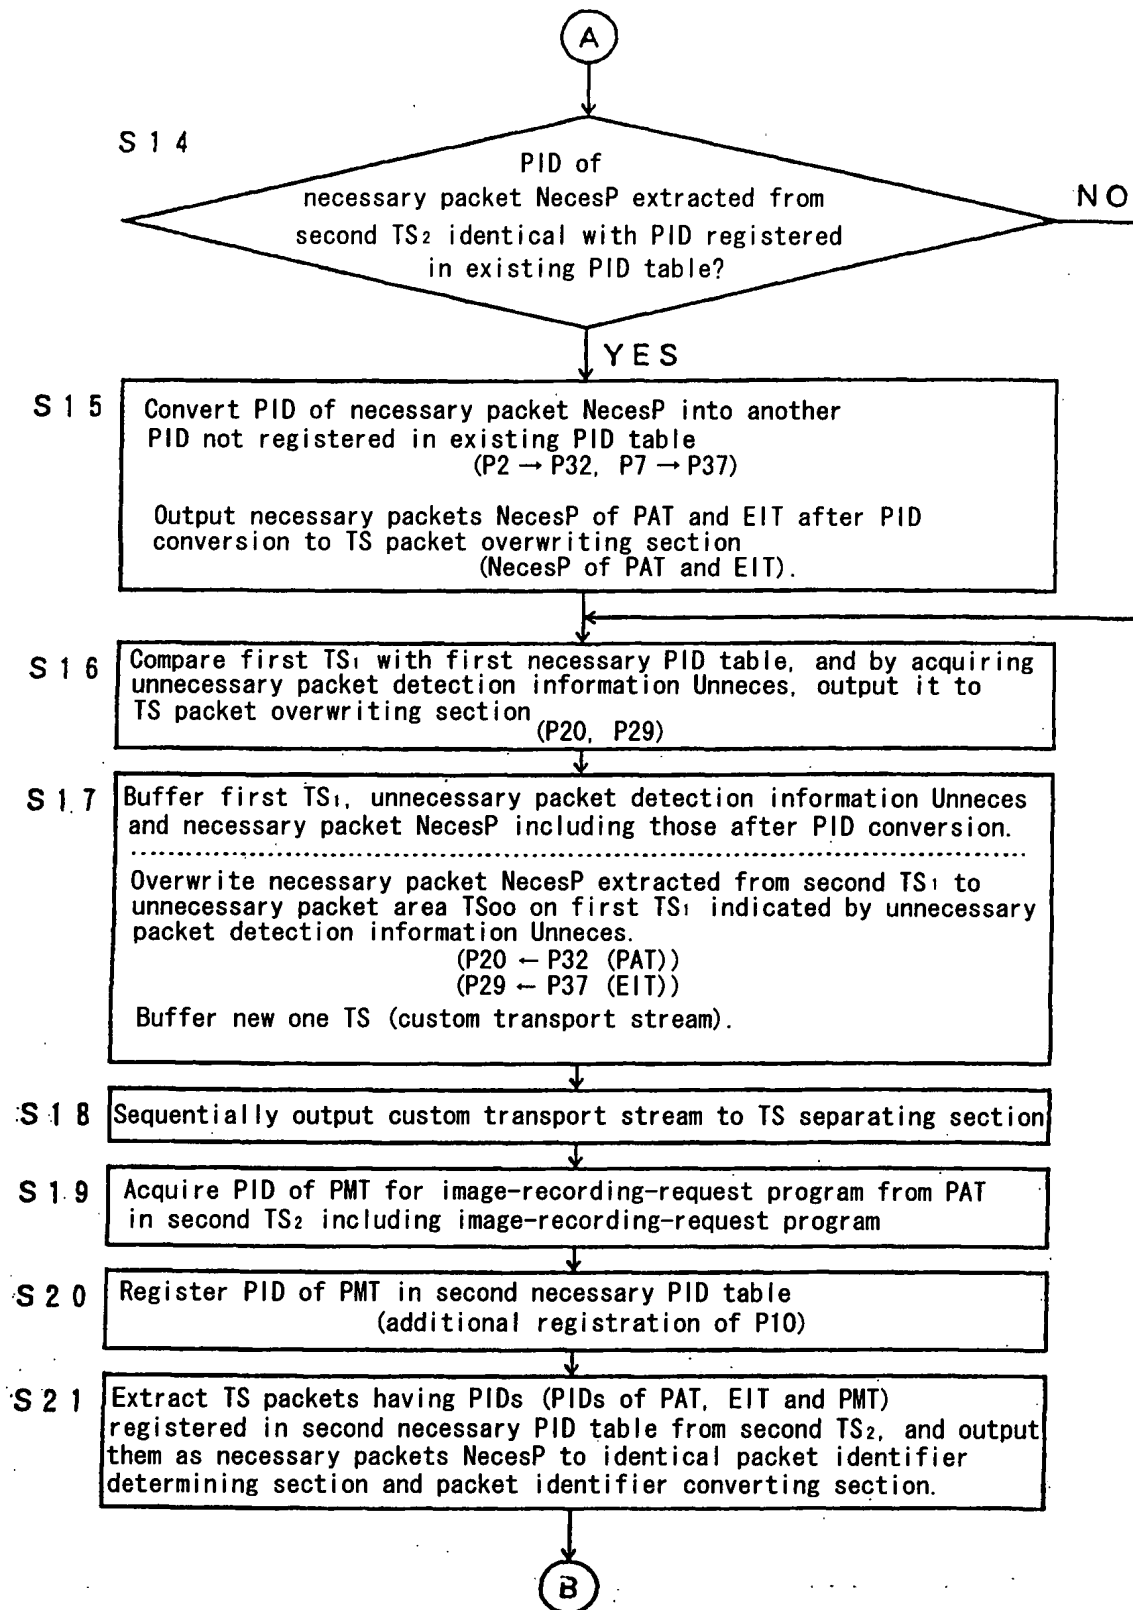 A
S14
PID of
necessary packet NecesP extracted from
second TS2 identical with PID registered
in existing PID table?
NO
YES
S15
Convert PID of necessary packet NecesP into another
PID not registered in existing PID table
(P2 → P32, P7 → P37)
Output necessary packets NecesP of PAT and EIT after PID
conversion to TS packet overwriting section
(NecesP of PAT and EIT).
S16
Compare first TS1 with first necessary PID table, and by acquiring
unnecessary packet detection information Unneces, output it to
TS packet overwriting section
(P20, P29)
S17
Buffer first TS1, unnecessary packet detection information Unneces
and necessary packet NecesP including those after PID conversion.
Overwrite necessary packet NecesP extracted from second TS1 to
unnecessary packet area TSoo on first TS1 indicated by unnecessary
packet detection information Unneces.
(P20 ← P32 (PAT))
(P29 ← P37 (EIT))
Buffer new one TS (custom transport stream).
S18
Sequentially output custom transport stream to TS separating section
S19
Acquire PID of PMT for image-recording-request program from PAT
in second TS2 including image-recording-request program
S20
Register PID of PMT in second necessary PID table
(additional registration of P10)
S21
Extract TS packets having PIDs (PIDs of PAT, EIT and PMT)
registered in second necessary PID table from second TS2, and output
them as necessary packets NecesP to identical packet identifier
determining section and packet identifier converting section.
B